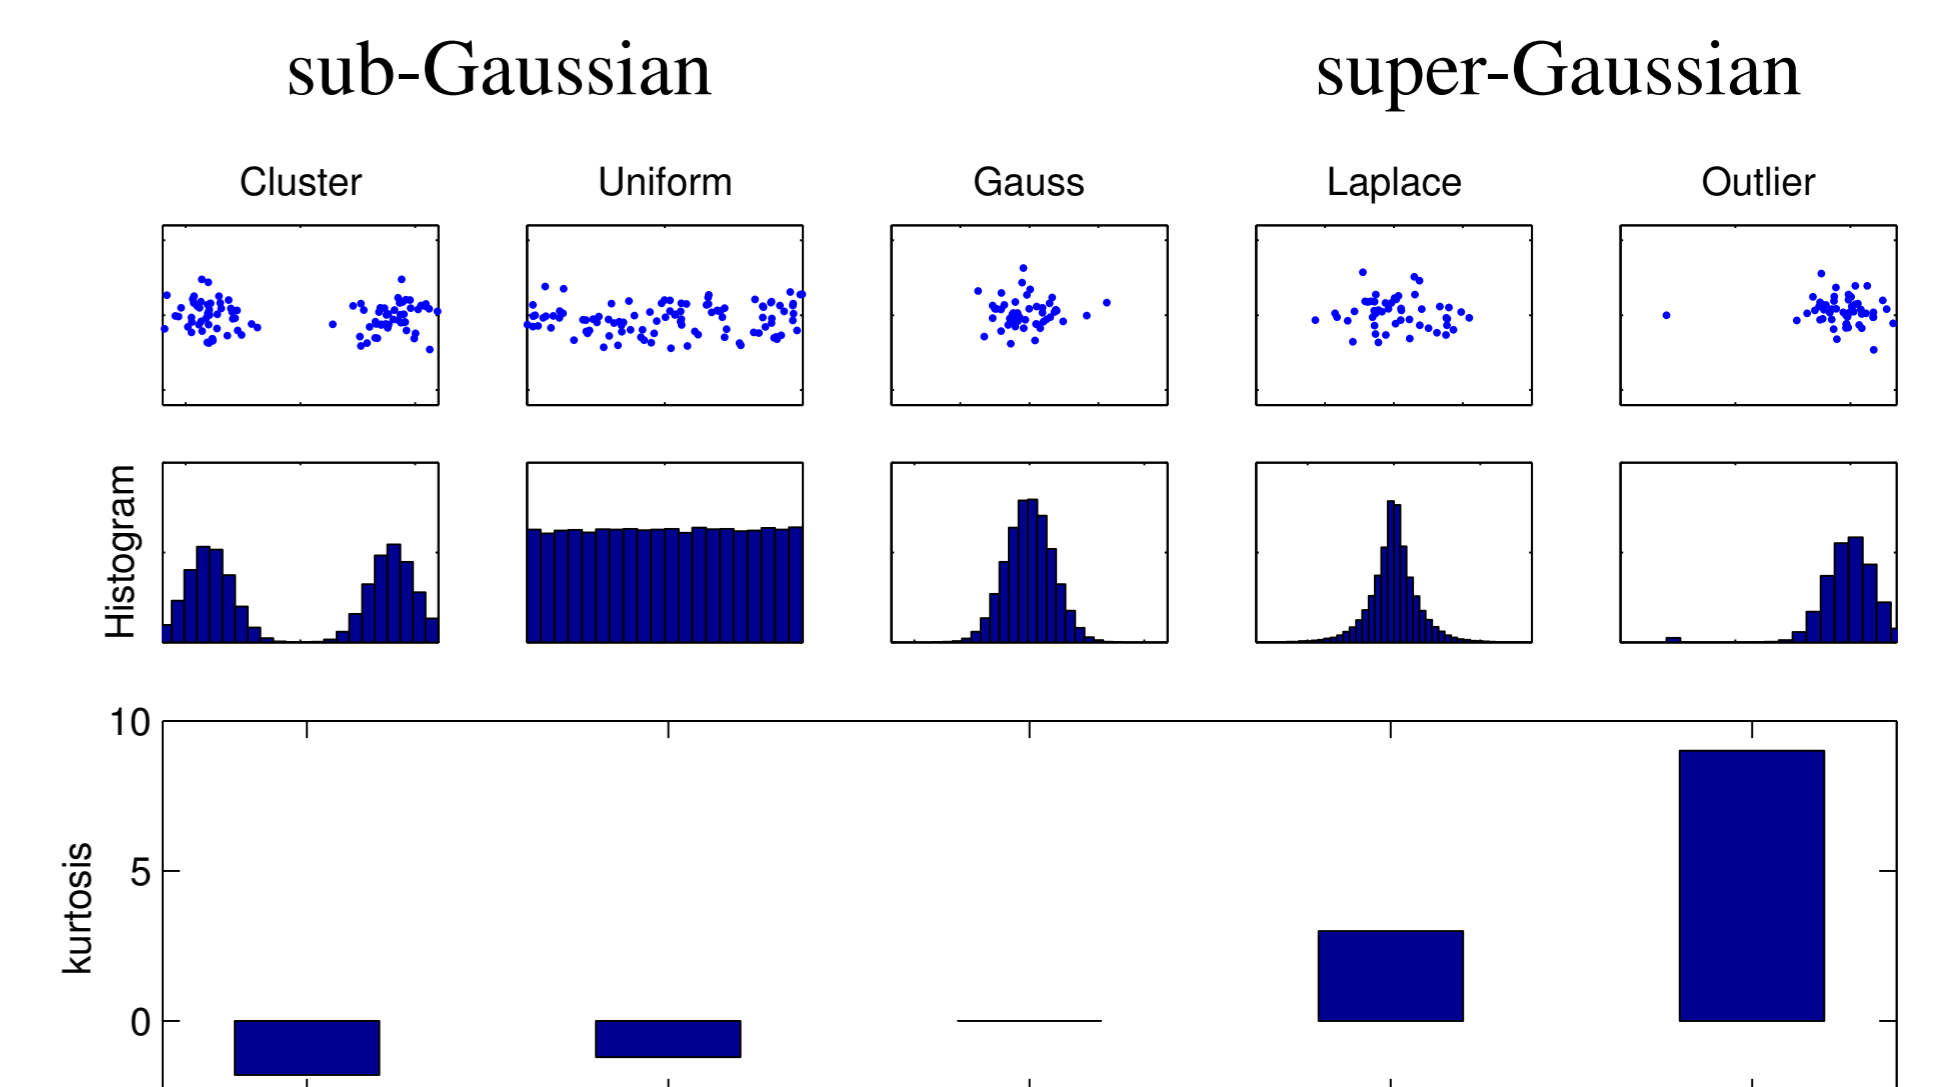 sub-Gaussian super-Gaussian
Cluster Uniform Gauss Laplace Outlier
Histogram
10
5
0
kurtosis